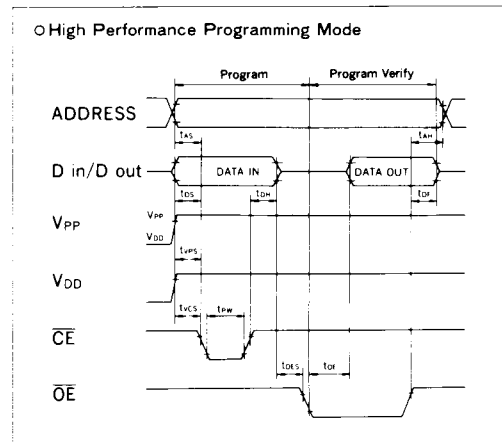 ○ High Performance Programming Mode
Program
Program Verify
ADDRESS
tAS
tAH
D in/D out
DATA IN
DATA OUT
tDS
tDH
tDF
VPP
VPP
VDD
tVPS
VDD
tVCS
tPW
CE
tOES
tOE
OE